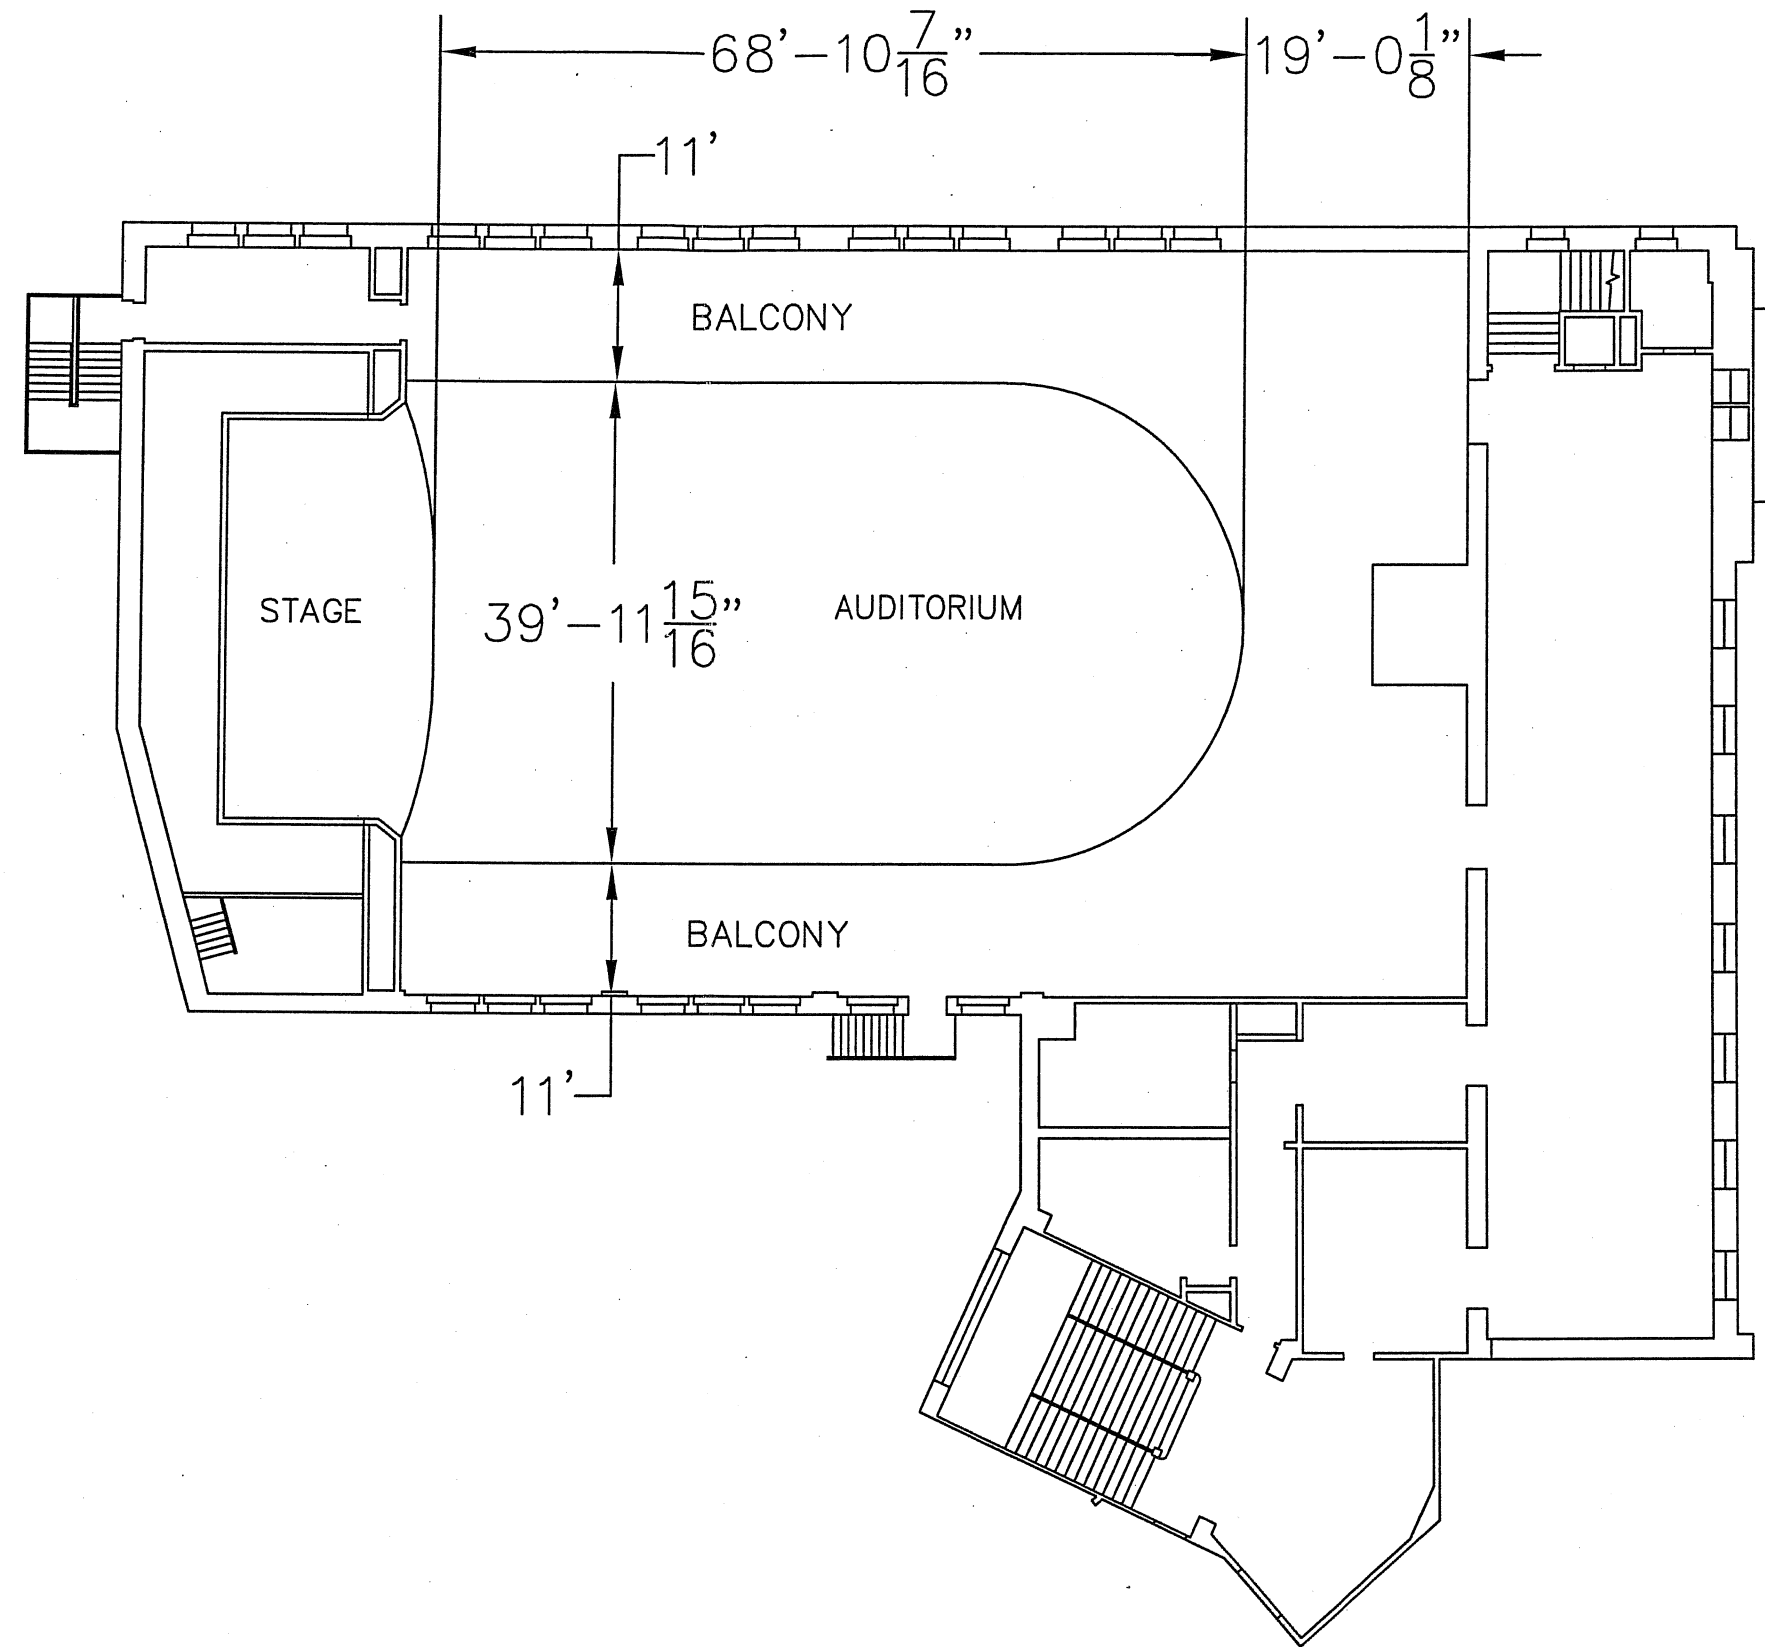 68'-10 7/16" 19'-0 1/8"
11'
BALCONY
STAGE
39'-11 15/16"
AUDITORIUM
BALCONY
11'